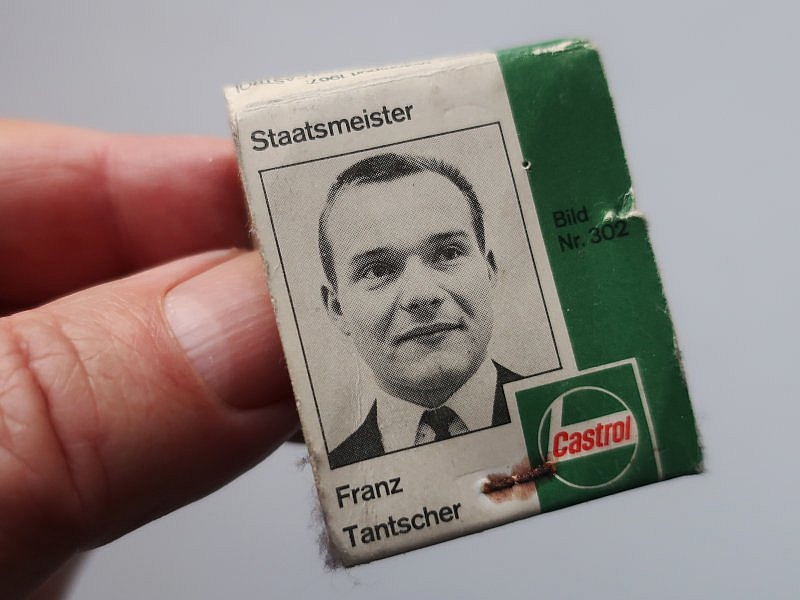 Staatsmeister
Bild
Nr. 302
Castrol
Franz
Tantscher